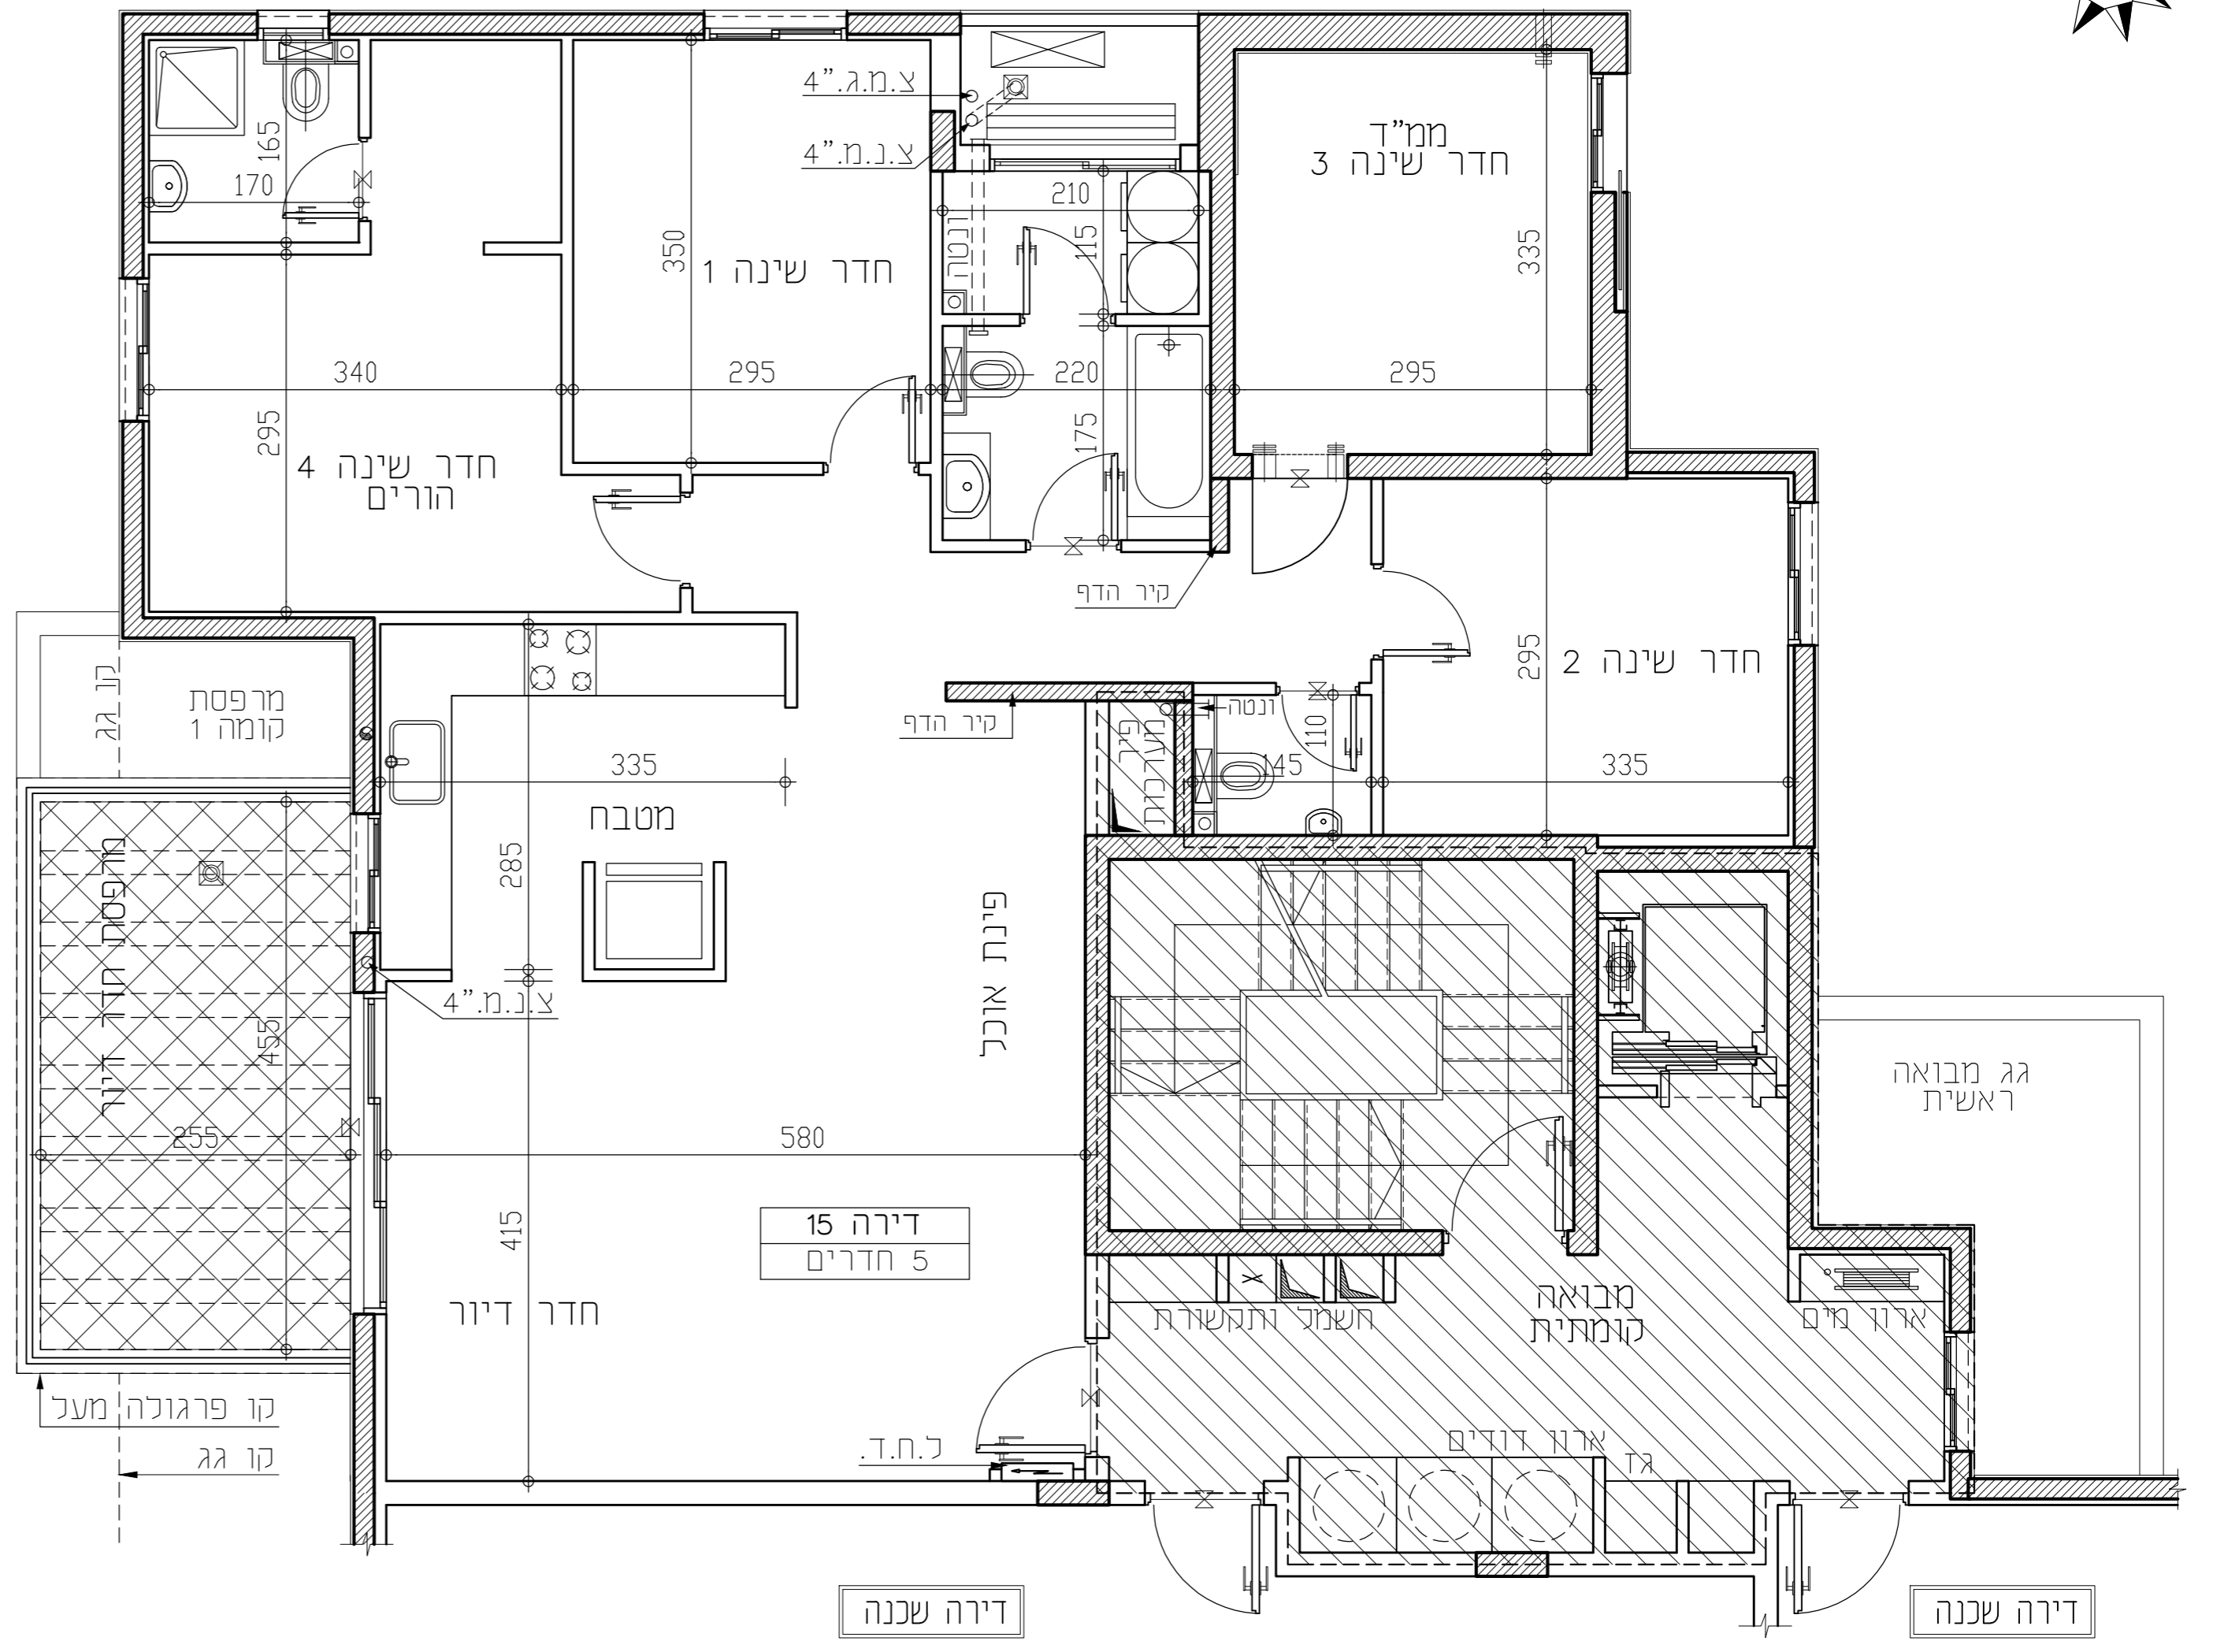 צ.מ.ג."4
צ.נ.מ."4
165
170
350
חדר שינה 1
210
115
ונטה
ממ"ד
חדר שינה 3
335
340
295
220
295
295
175
חדר שינה 4
הורים
קיר הדף
חדר שינה 2
295
335
קו גג
מרפסת
קומה 1
קיר הדף
ונטה
110
145
פיר
מערכות
335
מטבח
285
פינת אוכל
מרפסת חדר דיור
455
255
צ.נ.מ."4
580
415
דירה 15
5 חדרים
חדר דיור
גג מבואה
ראשית
חשמל ותקשורת
מבואה
קומתית
ארון מים
קו פרגולה מעל
קו גג
ל.ח.ד.
ארון דודים
גז
דירה שכנה
דירה שכנה